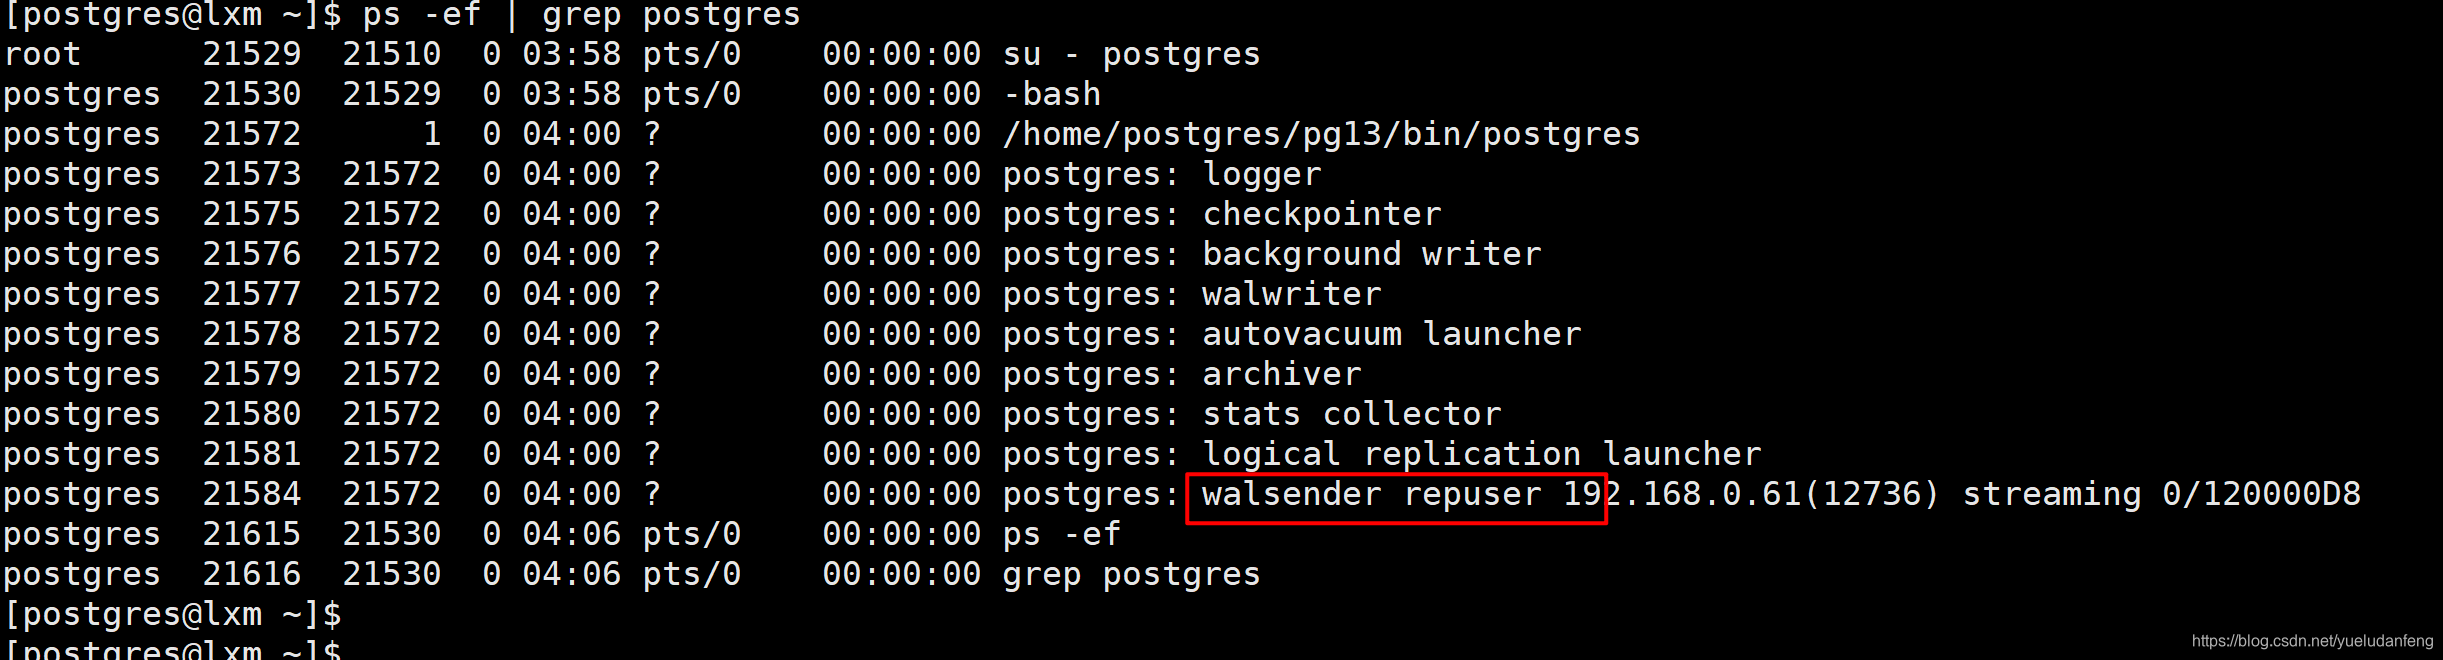 [postgres@lxm ~]$ ps -ef | grep postgres
root      21529  21510  0 03:58 pts/0    00:00:00 su - postgres
postgres  21530  21529  0 03:58 pts/0    00:00:00 -bash
postgres  21572      1  0 04:00 ?        00:00:00 /home/postgres/pg13/bin/postgres
postgres  21573  21572  0 04:00 ?        00:00:00 postgres: logger
postgres  21575  21572  0 04:00 ?        00:00:00 postgres: checkpointer
postgres  21576  21572  0 04:00 ?        00:00:00 postgres: background writer
postgres  21577  21572  0 04:00 ?        00:00:00 postgres: walwriter
postgres  21578  21572  0 04:00 ?        00:00:00 postgres: autovacuum launcher
postgres  21579  21572  0 04:00 ?        00:00:00 postgres: archiver
postgres  21580  21572  0 04:00 ?        00:00:00 postgres: stats collector
postgres  21581  21572  0 04:00 ?        00:00:00 postgres: logical replication launcher
postgres  21584  21572  0 04:00 ?        00:00:00 postgres: walsender repuser 192.168.0.61(12736) streaming 0/120000D8
postgres  21615  21530  0 04:06 pts/0    00:00:00 ps -ef
postgres  21616  21530  0 04:06 pts/0    00:00:00 grep postgres
[postgres@lxm ~]$
[postgres@lxm ~]$
https://blog.csdn.net/yueludanfeng